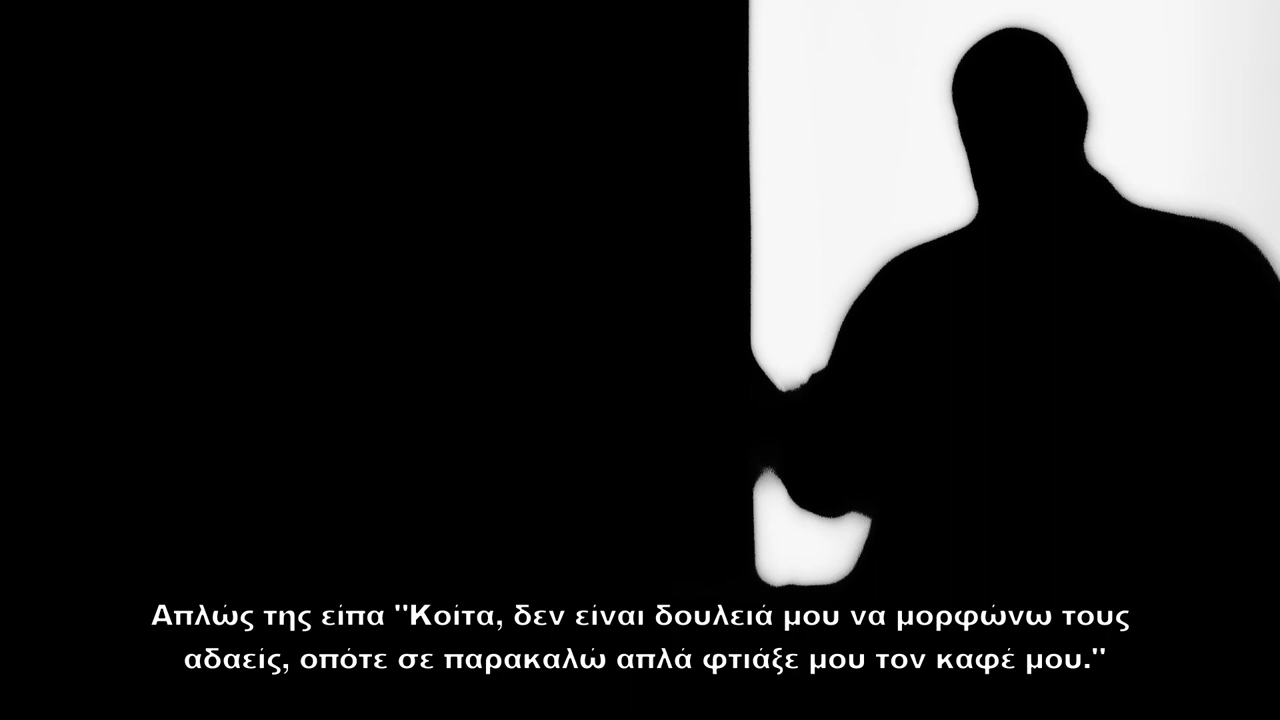 Απλώς της είπα "Κοίτα, δεν είναι δουλειά μου να μορφώνω τους
αδαείς, οπότε σε παρακαλώ απλά φτιάξε μου τον καφέ μου."